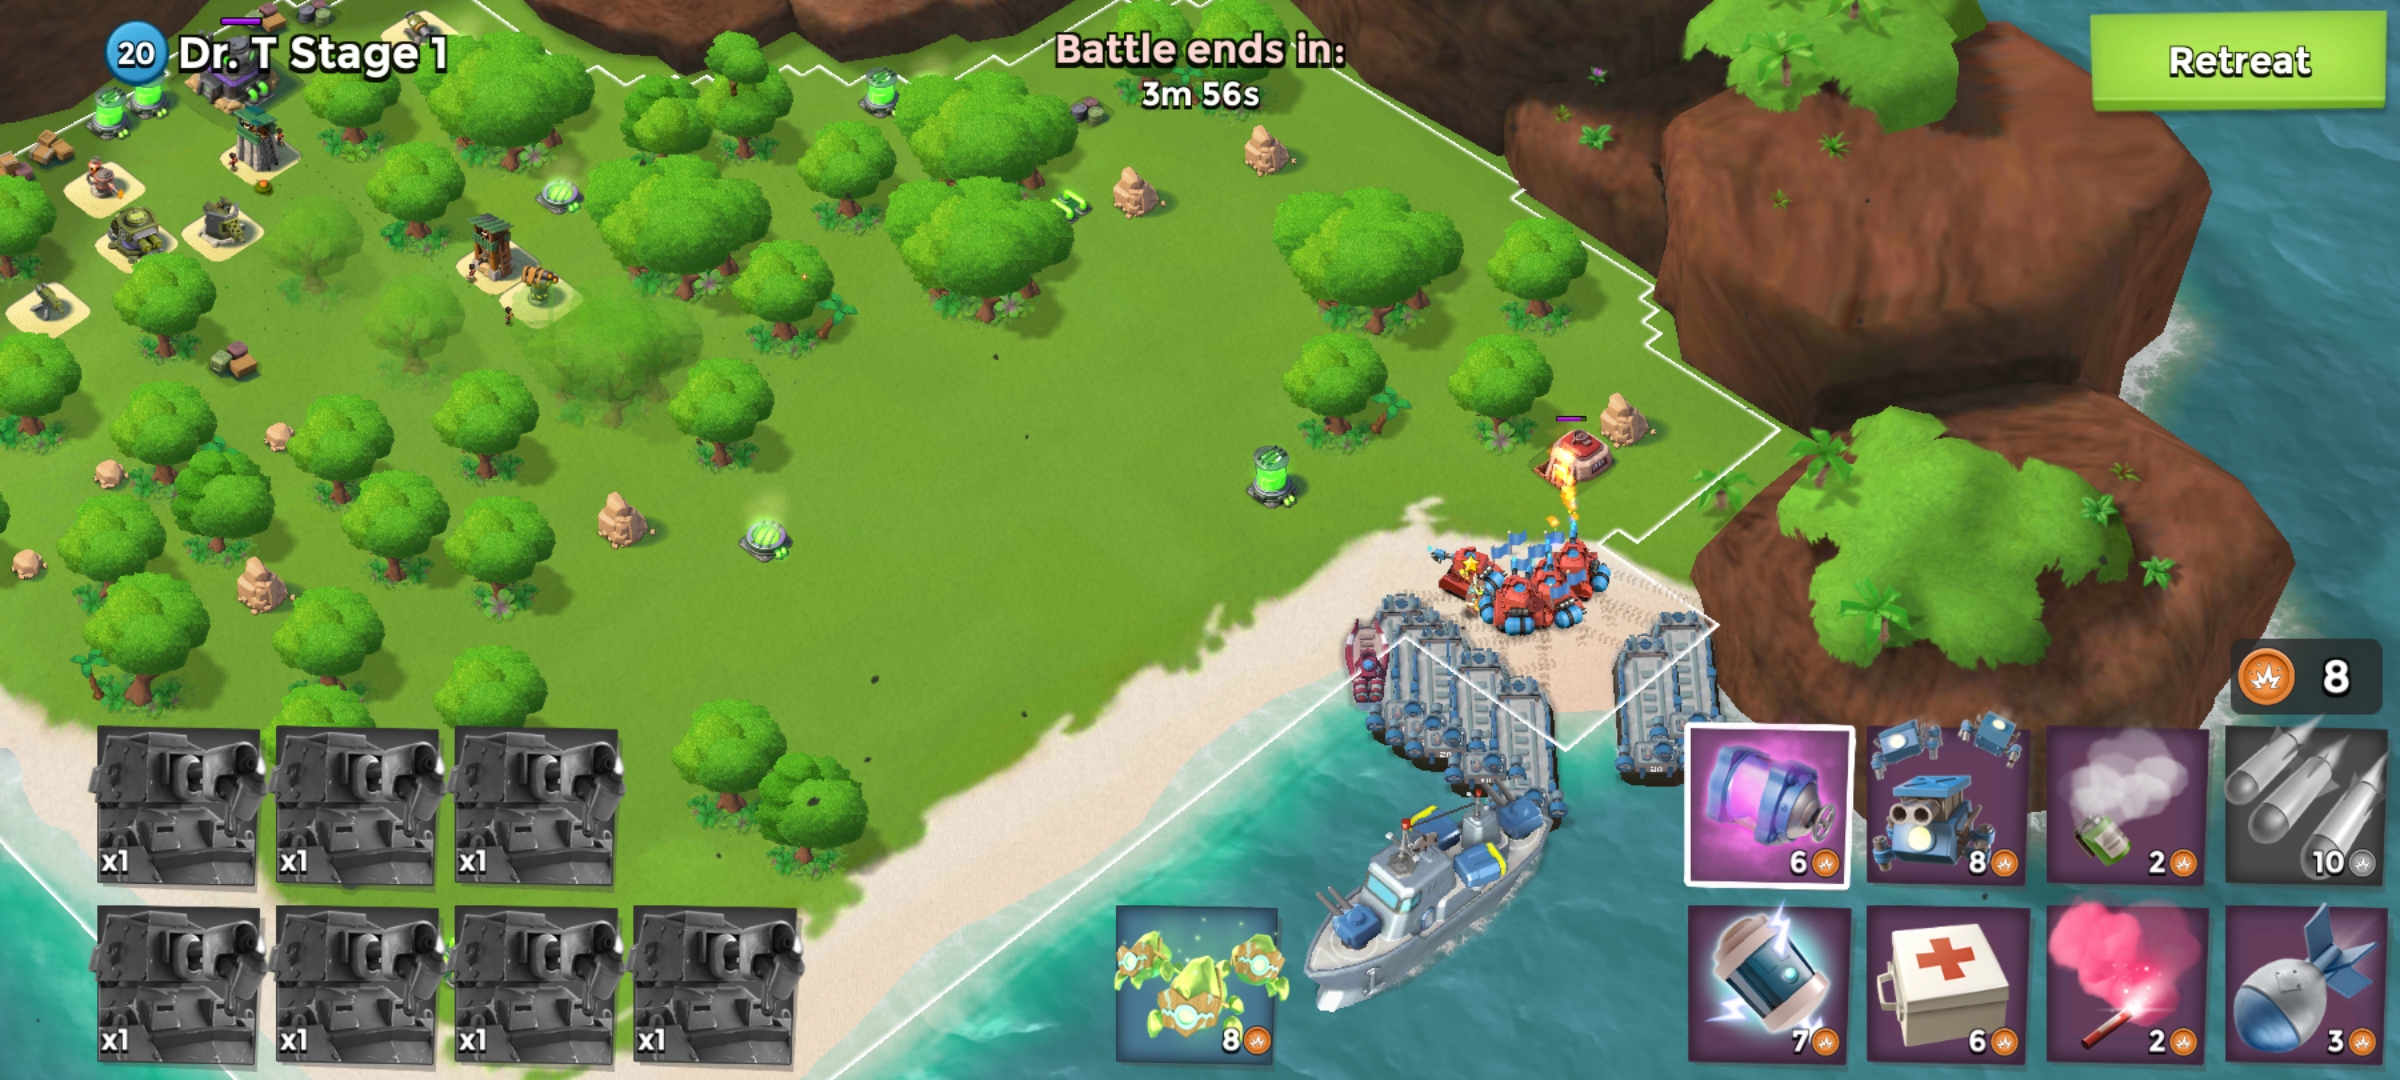 20 Dr. T Stage 1
Battle ends in:
3m 56s
Retreat
8
x1 x1 x1
6 8 2 10
x1 x1 x1 x1
8
7 6 2 3